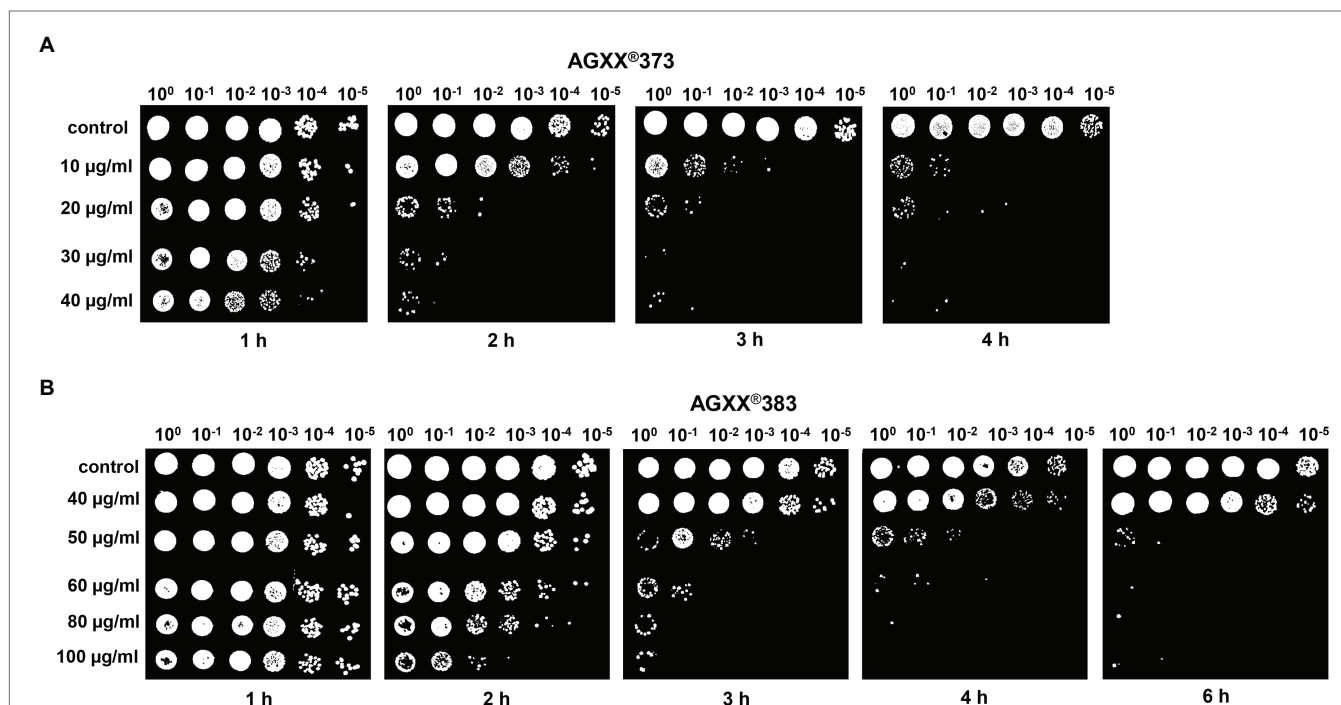 A
AGXX®373
10⁰ 10⁻¹ 10⁻² 10⁻³ 10⁻⁴ 10⁻⁵ 10⁰ 10⁻¹ 10⁻² 10⁻³ 10⁻⁴ 10⁻⁵ 10⁰ 10⁻¹ 10⁻² 10⁻³ 10⁻⁴ 10⁻⁵ 10⁰ 10⁻¹ 10⁻² 10⁻³ 10⁻⁴ 10⁻⁵
control
10 µg/ml
20 µg/ml
30 µg/ml
40 µg/ml
1 h 2 h 3 h 4 h
B
AGXX®383
10⁰ 10⁻¹ 10⁻² 10⁻³ 10⁻⁴ 10⁻⁵ 10⁰ 10⁻¹ 10⁻² 10⁻³ 10⁻⁴ 10⁻⁵ 10⁰ 10⁻¹ 10⁻² 10⁻³ 10⁻⁴ 10⁻⁵ 10⁰ 10⁻¹ 10⁻² 10⁻³ 10⁻⁴ 10⁻⁵ 10⁰ 10⁻¹ 10⁻² 10⁻³ 10⁻⁴ 10⁻⁵
control
40 µg/ml
50 µg/ml
60 µg/ml
80 µg/ml
100 µg/ml
1 h 2 h 3 h 4 h 6 h